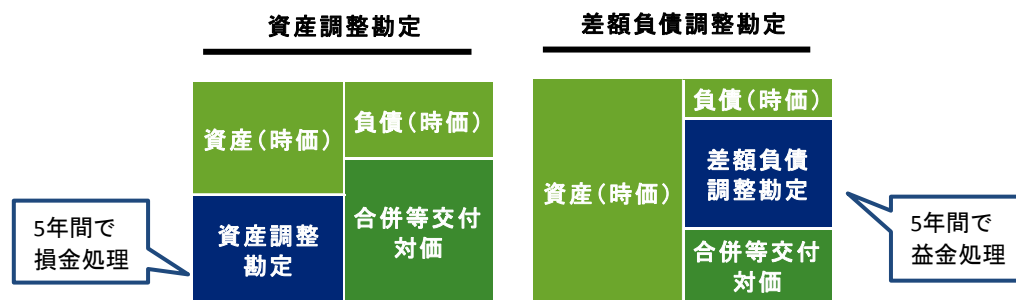 資産調整勘定
資産(時価)
負債(時価)
資産調整
勘定
合併等交付
対価
5年間で
損金処理
差額負債調整勘定
資産(時価)
負債(時価)
差額負債
調整勘定
合併等交付
対価
5年間で
益金処理